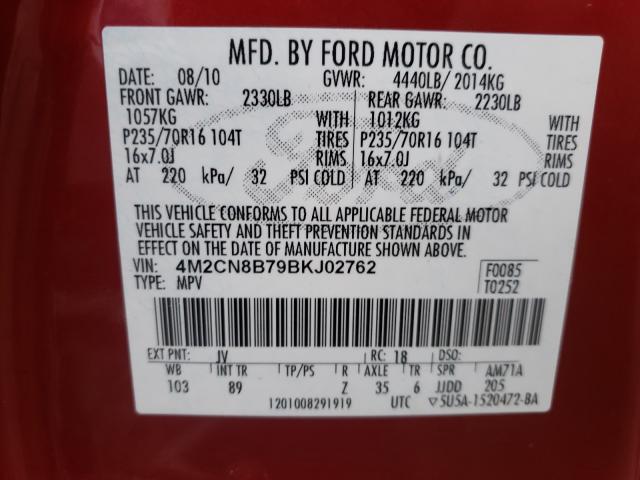 MFD. BY FORD MOTOR CO.
DATE: 08/10 GVWR: 4440LB/ 2014KG
FRONT GAWR: 2330LB REAR GAWR: 2230LB
1057KG WITH 1012KG WITH
P235/70R16 104T TIRES P235/70R16 104T TIRES
16x7.0J RIMS 16x7.0J RIMS
AT 220 kPa/ 32 PSI COLD AT 220 kPa/ 32 PSI COLD
THIS VEHICLE CONFORMS TO ALL APPLICABLE FEDERAL MOTOR
VEHICLE SAFETY AND THEFT PREVENTION STANDARDS IN
EFFECT ON THE DATE OF MANUFACTURE SHOWN ABOVE.
VIN: 4M2CN8B79BKJ02762 F0085
TYPE: MPV T0252
EXT PNT: JV RC: 18 DSO:
WB INT TR TP/PS R AXLE TR SPR AM71A
103 89 Z 35 6 JJDD 205
1201008291919 UTC ▽5U5A-1520472-BA
Ford